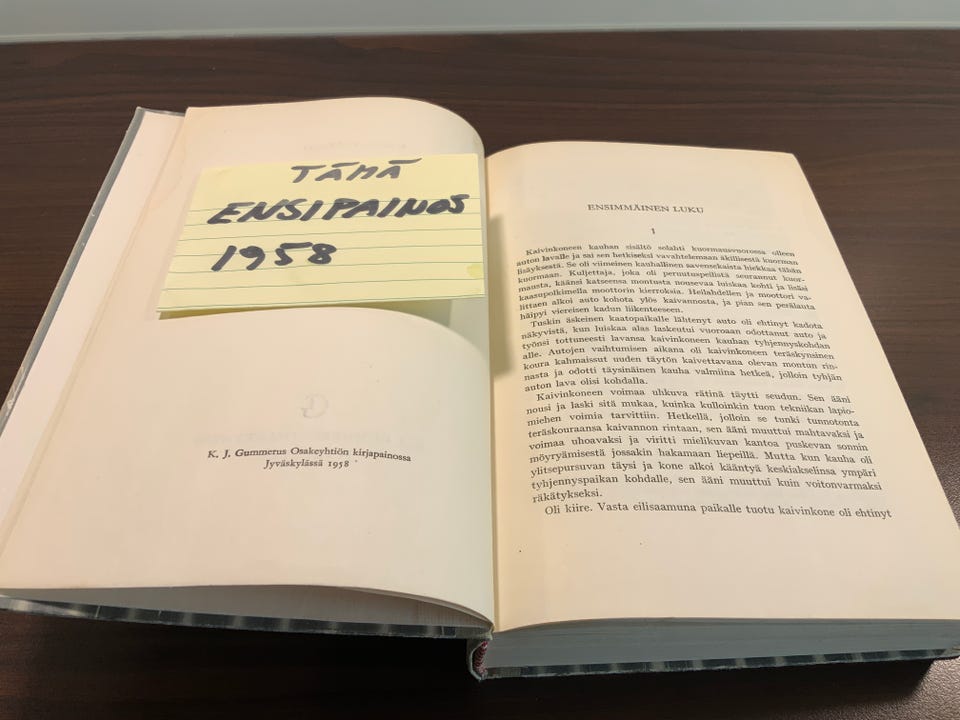 TÄMÄ
ENSIPAINOS
1958
K. J. Gummerus Osakeyhtiön kirjapainossa
Jyväskylässä 1958
ENSIMMÄINEN LUKU
I
Kaivinkoneen kauhan sisältö solahti kuormausvuorossa olleen
auton lavalle ja sai sen hetkiseksi vavahtelemaan äkillisestä kuorman
lisäyksestä. Se oli viimeinen kauhallinen savensekaista hiekkaa tähän
kuormaan. Kuljettaja, joka oli peruutuspeilistä seurannut kuor-
mausta, käänsi katseensa montusta nousevaa luiskaa kohti ja lisäsi
kaasupolkimella moottorin kierroksia. Heilahdellen ja moottori va-
littaen alkoi auto kohota ylös kaivannosta, ja pian sen perälauta
häipyi viereisen kadun liikenteeseen.
Tuskin äskeinen kaatopaikalle lähtenyt auto oli ehtinyt kadota
näkyvistä, kun luiskaa alas laskeutui vuoroaan odottanut auto ja
työnsi tottuneesti lavansa kaivinkoneen kauhan tyhjennyskohdan
alle. Autojen vaihtumisen aikana oli kaivinkoneen teräskynsinen
koura kahmaissut uuden täytön kaivettavana olevan montun rin-
nasta ja odotti täysinäinen kauha valmiina hetkeä, jolloin tyhjän
auton lava olisi kohdalla.
Kaivinkoneen voimaa uhkuva rätinä täytti seudun. Sen ääni
nousi ja laski sitä mukaa, kuinka kulloinkin tuon tekniikan lapio-
miehen voimia tarvittiin. Hetkellä, jolloin se tunki tunnotonta
teräskouraansa kaivannon rintaan, sen ääni muuttui mahtavaksi ja
voimaa uhoavaksi ja viritti mielikuvan kantoa puskevan sonnin
möyryämisestä jossakin hakamaan liepeillä. Mutta kun kauha oli
ylitsepursuvan täysi ja kone alkoi kääntyä keskiakselinsa ympäri
tyhjennyspaikan kohdalle, sen ääni muuttui kuin voitonvarmaksi
räkätykseksi.
Oli kiire. Vasta eilisaamuna paikalle tuotu kaivinkone oli ehtinyt